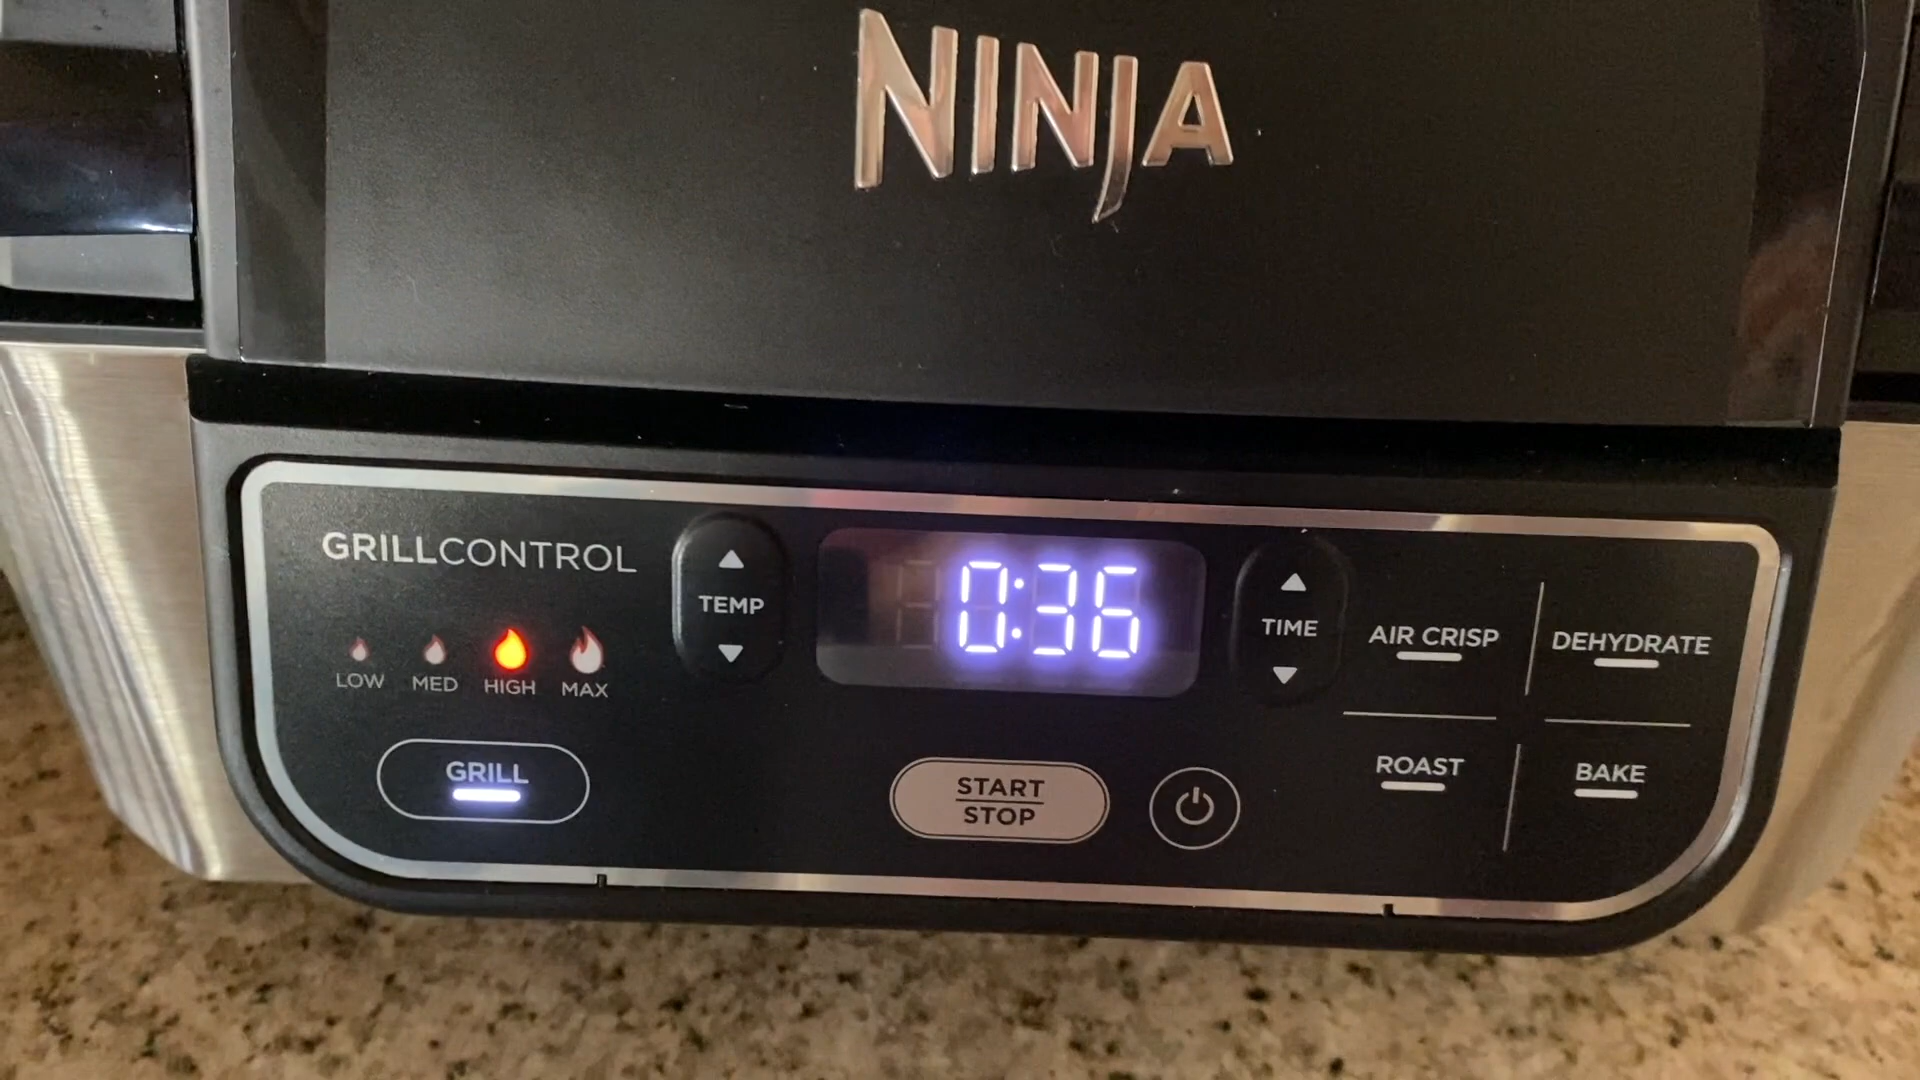 NINJA
GRILLCONTROL
LOW MED HIGH MAX
GRILL
TEMP
0:36
TIME
START
STOP
AIR CRISP
DEHYDRATE
ROAST
BAKE